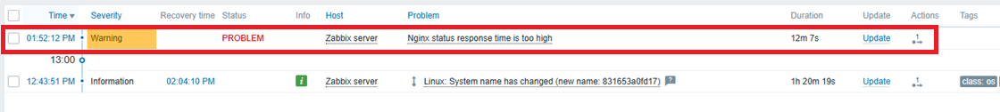 Time Severity Recovery time Status Info Host Problem Duration Update Actions Tags
01:52:12 PM Warning PROBLEM Zabbix server Nginx status response time is too high 12m 7s Update 1
13:00
12:43:51 PM Information 02:04:10 PM i Zabbix server Linux: System name has changed (new name: 831653a0fd17) ? 1h 20m 19s Update 1 class: os